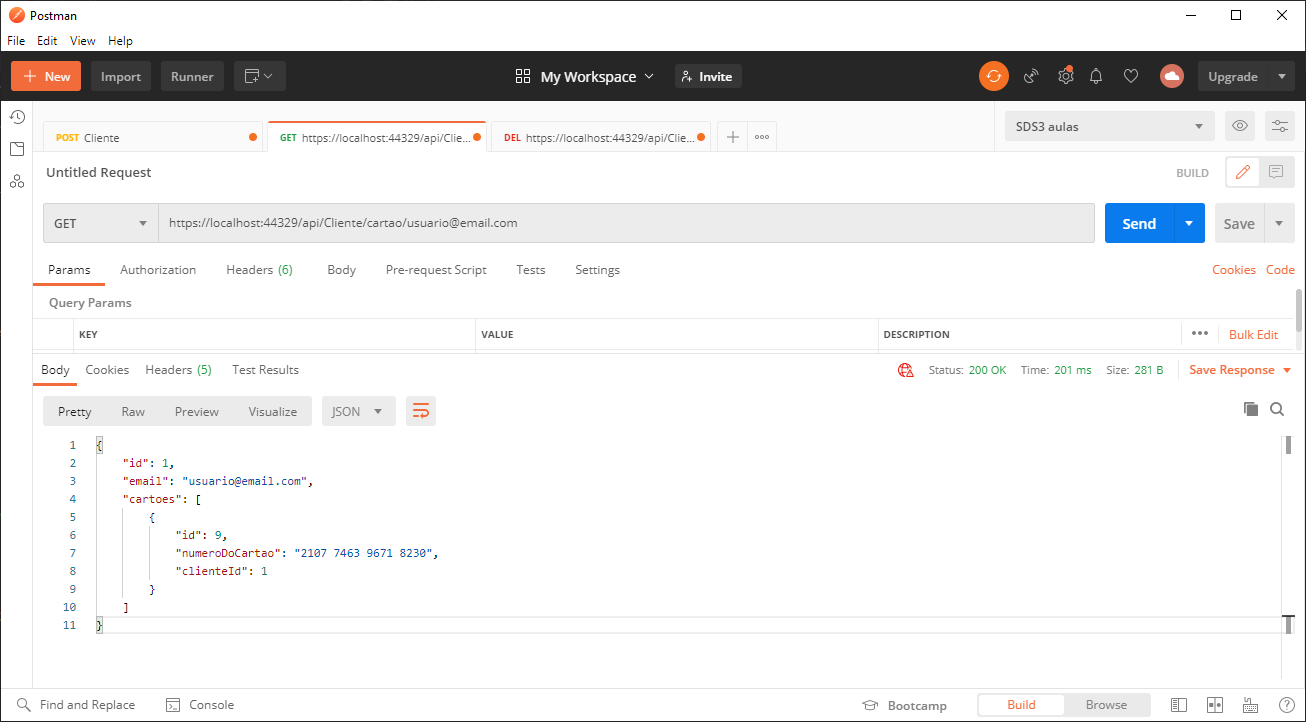 Postman
File Edit View Help
New Import Runner My Workspace Invite Upgrade
POST Cliente GET https://localhost:44329/api/Clie... DEL https://localhost:44329/api/Clie... SDS3 aulas
Untitled Request BUILD
GET https://localhost:44329/api/Cliente/cartao/usuario@email.com Send Save
Params Authorization Headers (6) Body Pre-request Script Tests Settings Cookies Code
Query Params
KEY VALUE DESCRIPTION Bulk Edit
Body Cookies Headers (5) Test Results Status: 200 OK Time: 201 ms Size: 281 B Save Response
Pretty Raw Preview Visualize JSON
1 {
2 "id": 1,
3 "email": "usuario@email.com",
4 "cartoes": [
5 {
6 "id": 9,
7 "numeroDoCartao": "2107 7463 9671 8230",
8 "clienteId": 1
9 }
10 ]
11 }
Find and Replace Console Bootcamp Build Browse